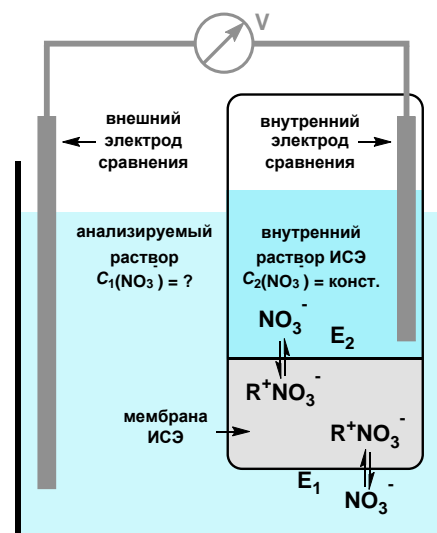 V
внешний
электрод
сравнения
внутренний
электрод
сравнения
анализируемый
раствор
C₁(NO₃⁻) = ?
внутренний
раствор ИСЭ
C₂(NO₃⁻) = конст.
NO₃⁻
E₂
R⁺NO₃⁻
мембрана
ИСЭ
R⁺NO₃⁻
E₁
NO₃⁻